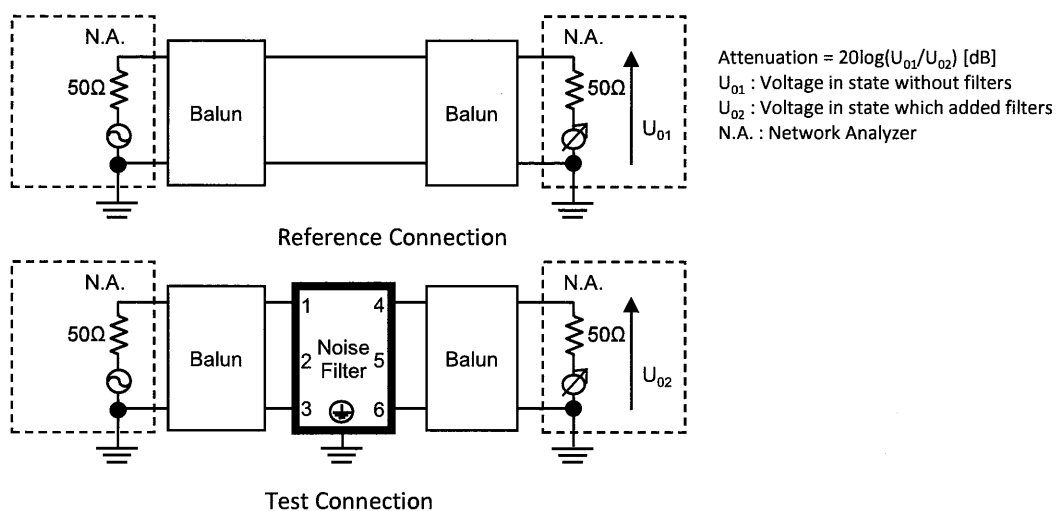 N.A.
50Ω
Balun
Balun
N.A.
50Ω
U01
Attenuation = 20log(U01/U02) [dB]
U01 : Voltage in state without filters
U02 : Voltage in state which added filters
N.A. : Network Analyzer
Reference Connection
N.A.
50Ω
Balun
1 4
Noise
2 5
Filter
3 6
Balun
N.A.
50Ω
U02
Test Connection